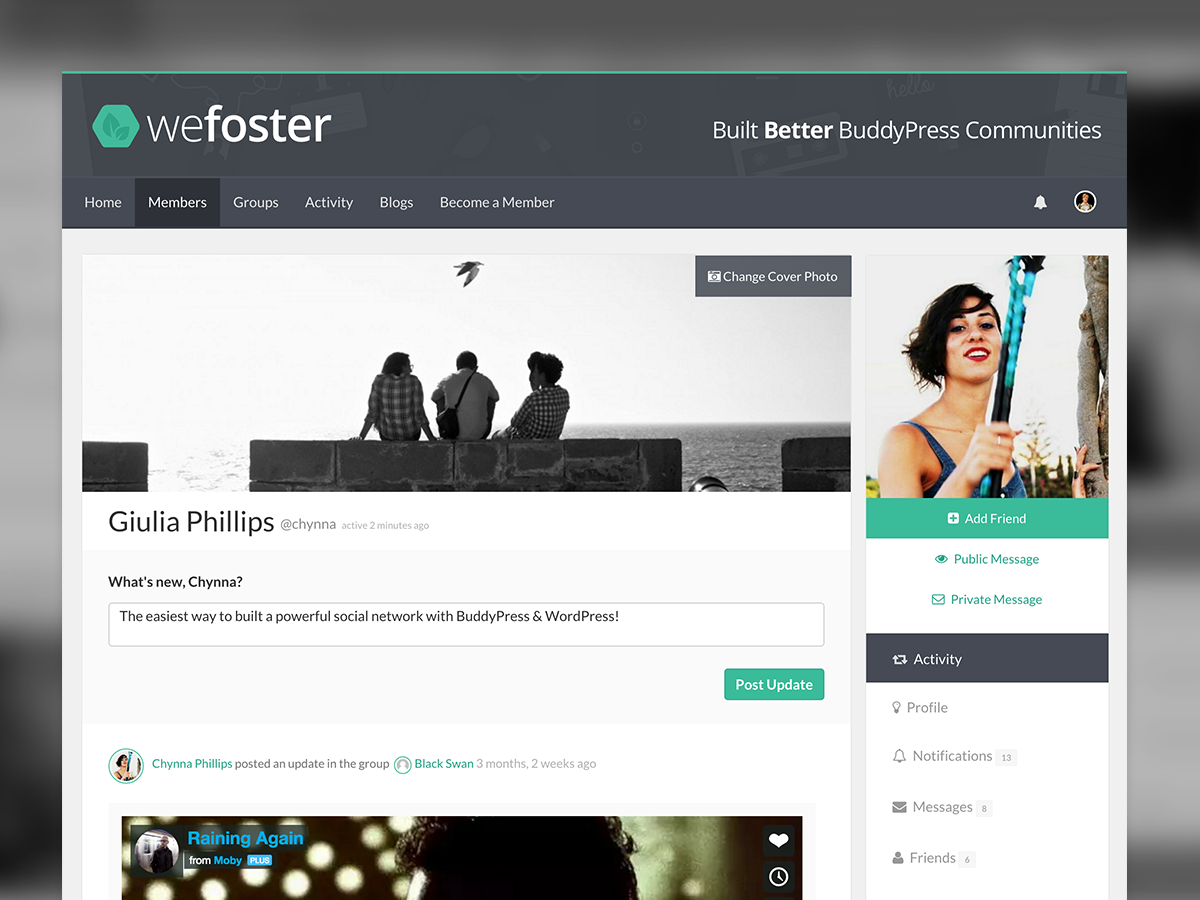 hello
wefoster
Built Better BuddyPress Communities
Home Members Groups Activity Blogs Become a Member
Change Cover Photo
Giulia Phillips @chynna active 2 minutes ago
What's new, Chynna?
The easiest way to built a powerful social network with BuddyPress & WordPress!
Post Update
Chynna Phillips posted an update in the group Black Swan 3 months, 2 weeks ago
Raining Again
from Moby PLUS
Add Friend
Public Message
Private Message
Activity
Profile
Notifications 13
Messages 8
Friends 6